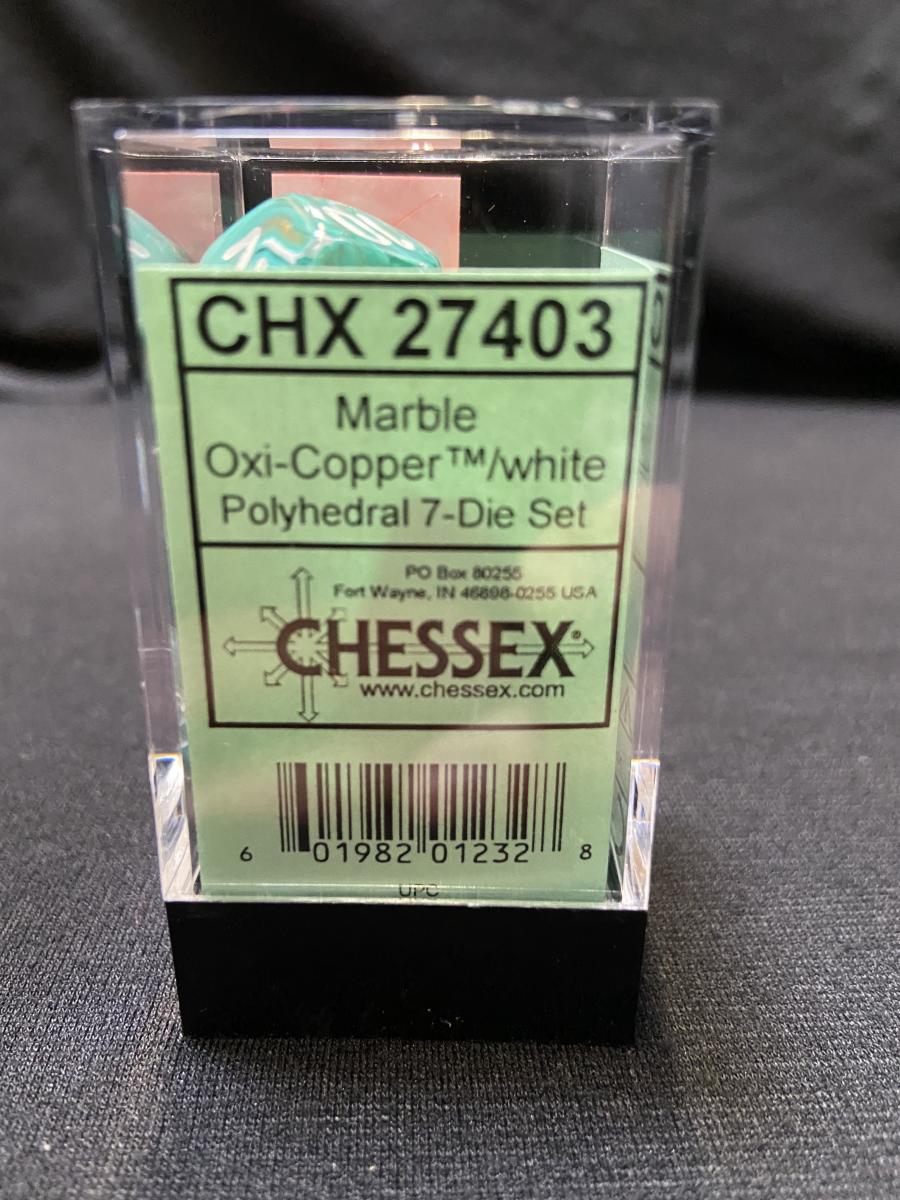 CHX 27403
Marble
Oxi-Copper™/white
Polyhedral 7-Die Set
PO Box 80255
Fort Wayne, IN 46898-0255 USA
CHESSEX®
www.chessex.com
6 01982 01232 8
UPC